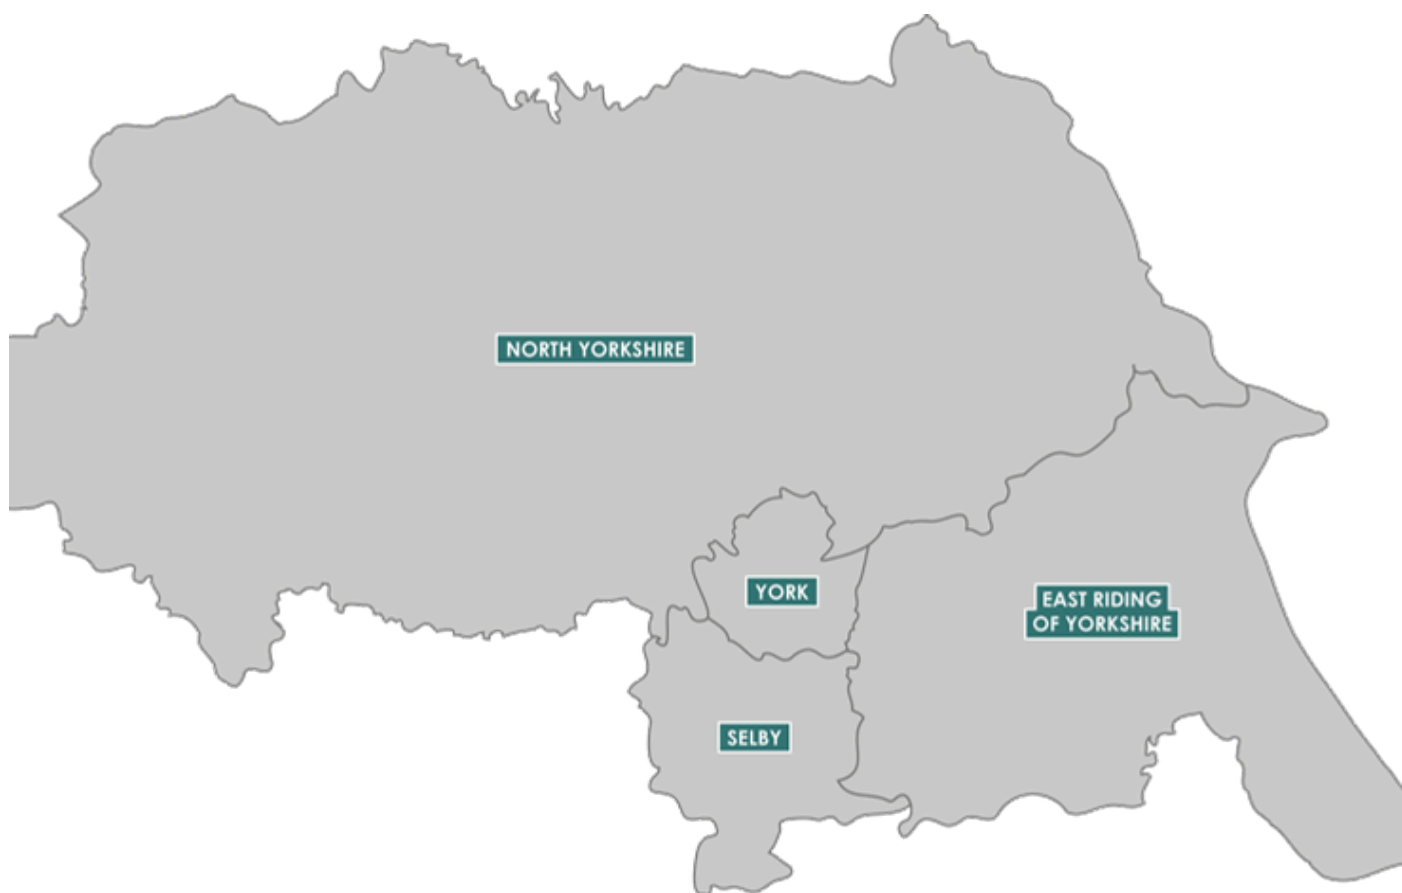 NORTH YORKSHIRE
YORK
EAST RIDING
OF YORKSHIRE
SELBY